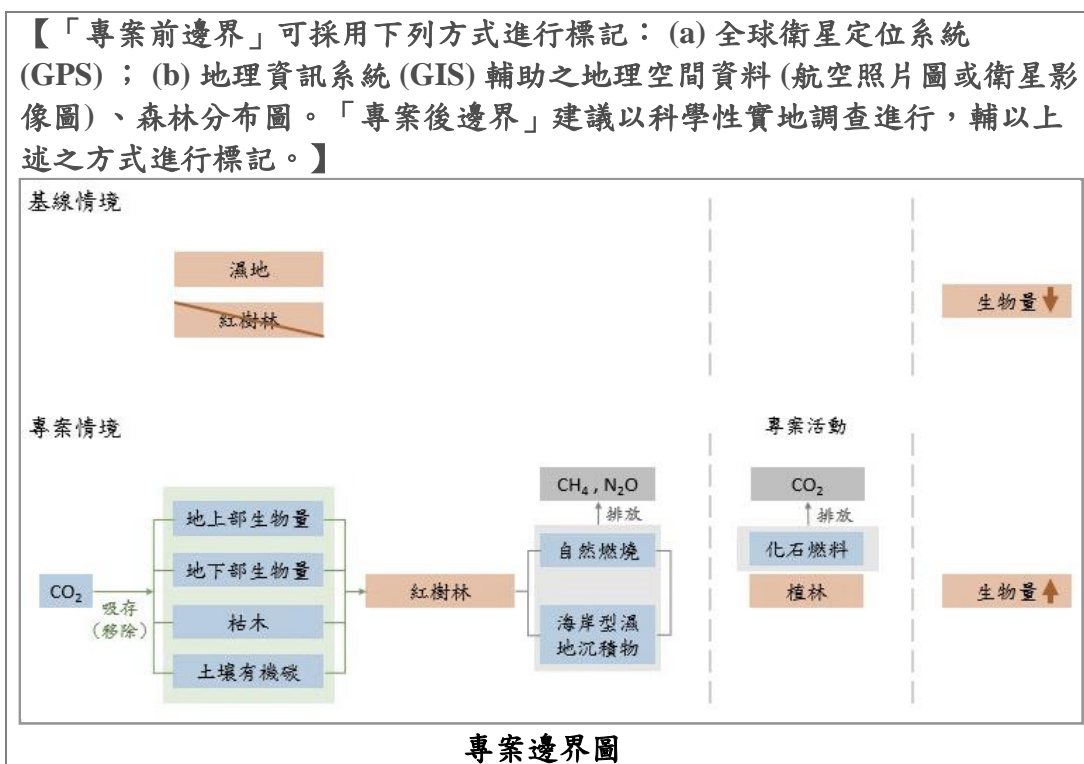 【「專案前邊界」可採用下列方式進行標記: (a) 全球衛星定位系統
(GPS) ; (b) 地理資訊系統 (GIS) 輔助之地理空間資料 (航空照片圖或衛星影
像圖) 、森林分布圖。「專案後邊界」建議以科學性實地調查進行,輔以上
述之方式進行標記。】
基線情境
濕地
紅樹林
生物量
專案情境
專案活動
CH₄ , N₂O
CO₂
排放
排放
地上部生物量
自然燃燒
化石燃料
地下部生物量
CO₂
吸存
(移除)
紅樹林
植林
生物量
枯木
海岸型濕
地沉積物
土壤有機碳
專案邊界圖